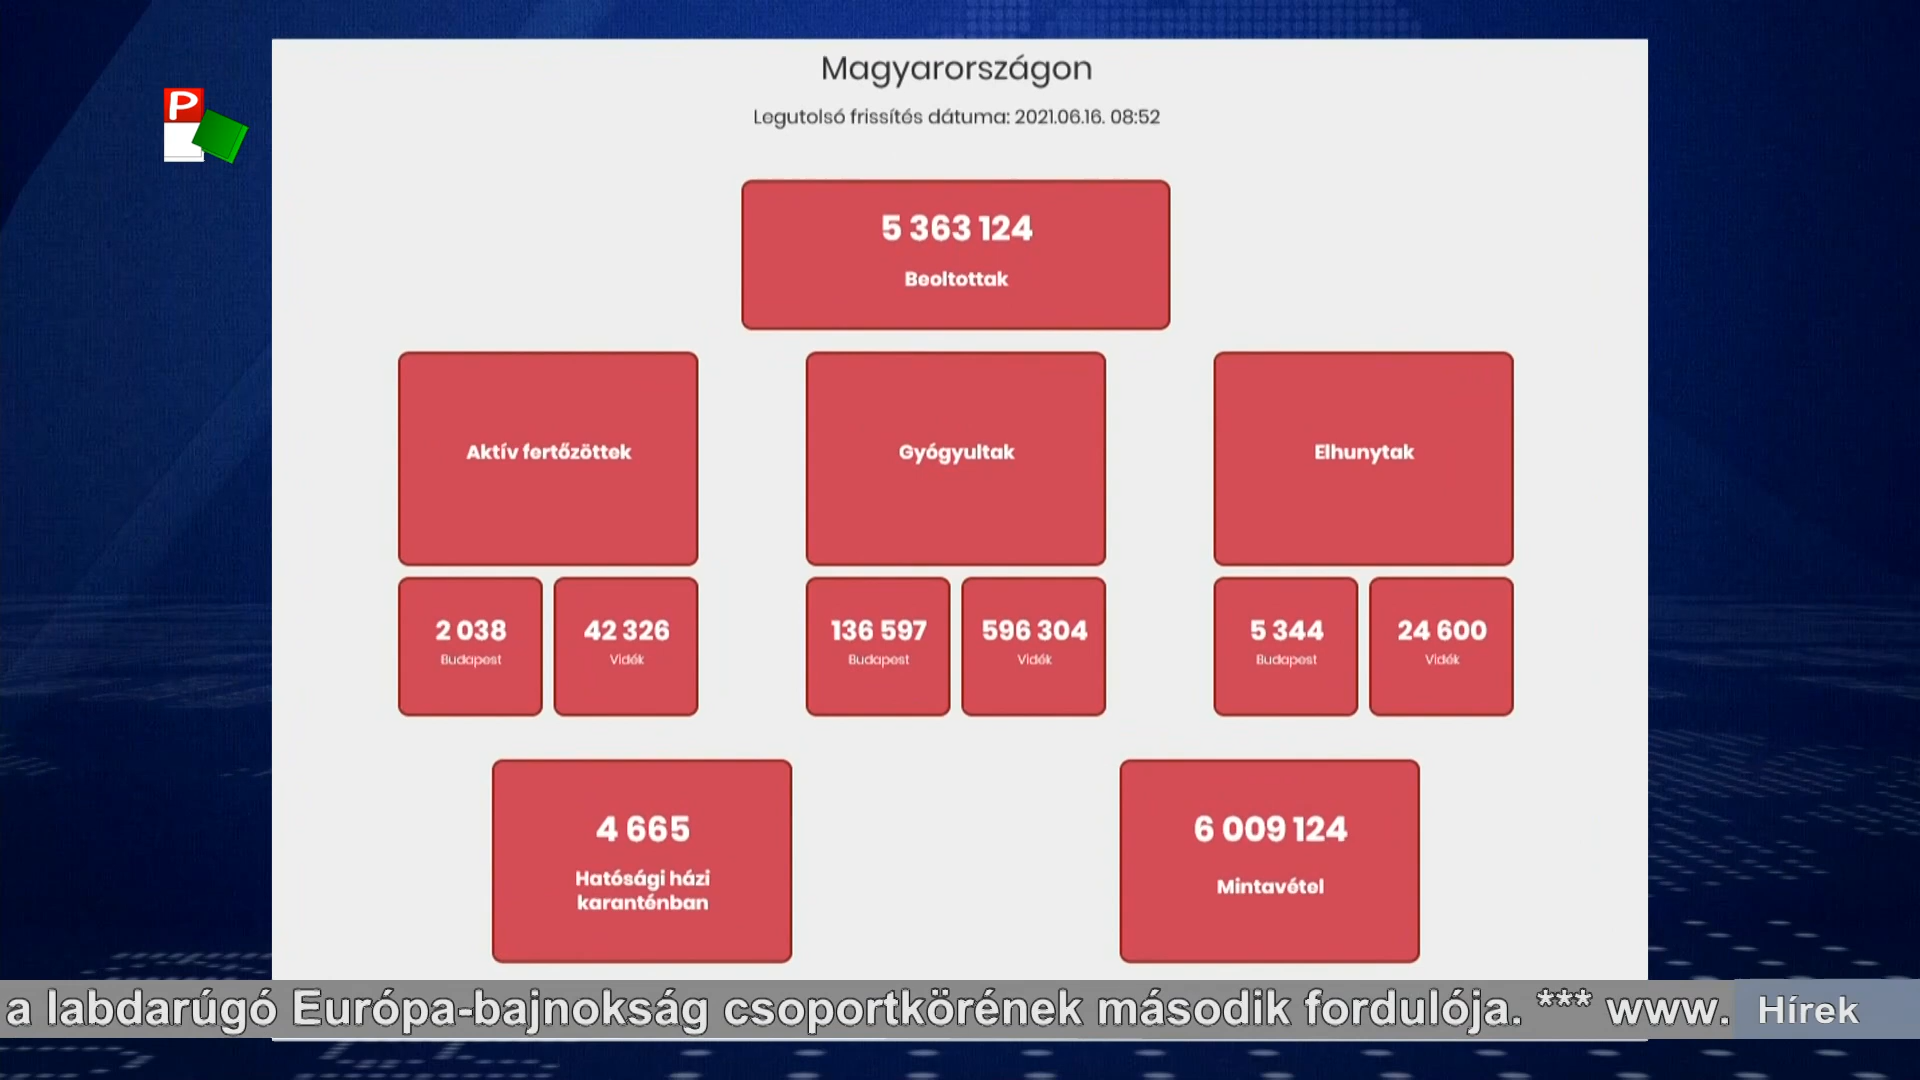 Magyarországon
Legutolsó frissítés dátuma: 2021.06.16. 08:52
P
5 363 124
Beoltottak
Aktív fertőzöttek
2 038
Budapest
42 326
Vidék
Gyógyultak
136 597
Budapest
596 304
Vidék
Elhunytak
5 344
Budapest
24 600
Vidék
4 665
Hatósági házi
karanténban
6 009 124
Mintavétel
a labdarúgó Európa-bajnokság csoportkörének második fordulója. *** www.
Hírek